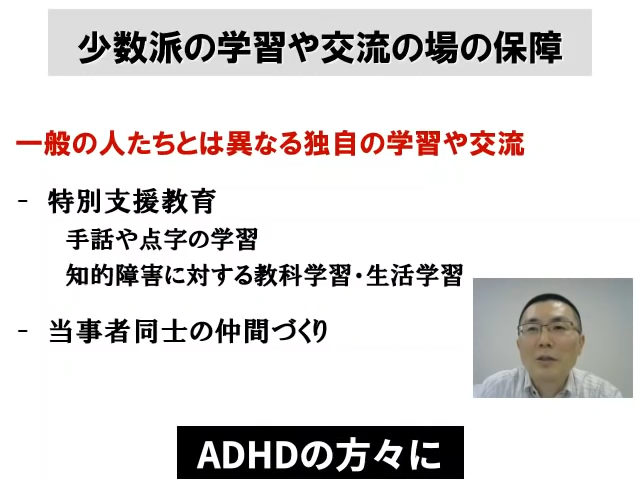 少数派の学習や交流の場の保障
一般の人たちとは異なる独自の学習や交流
- 特別支援教育
手話や点字の学習
知的障害に対する教科学習・生活学習
- 当事者同士の仲間づくり
ADHDの方々に